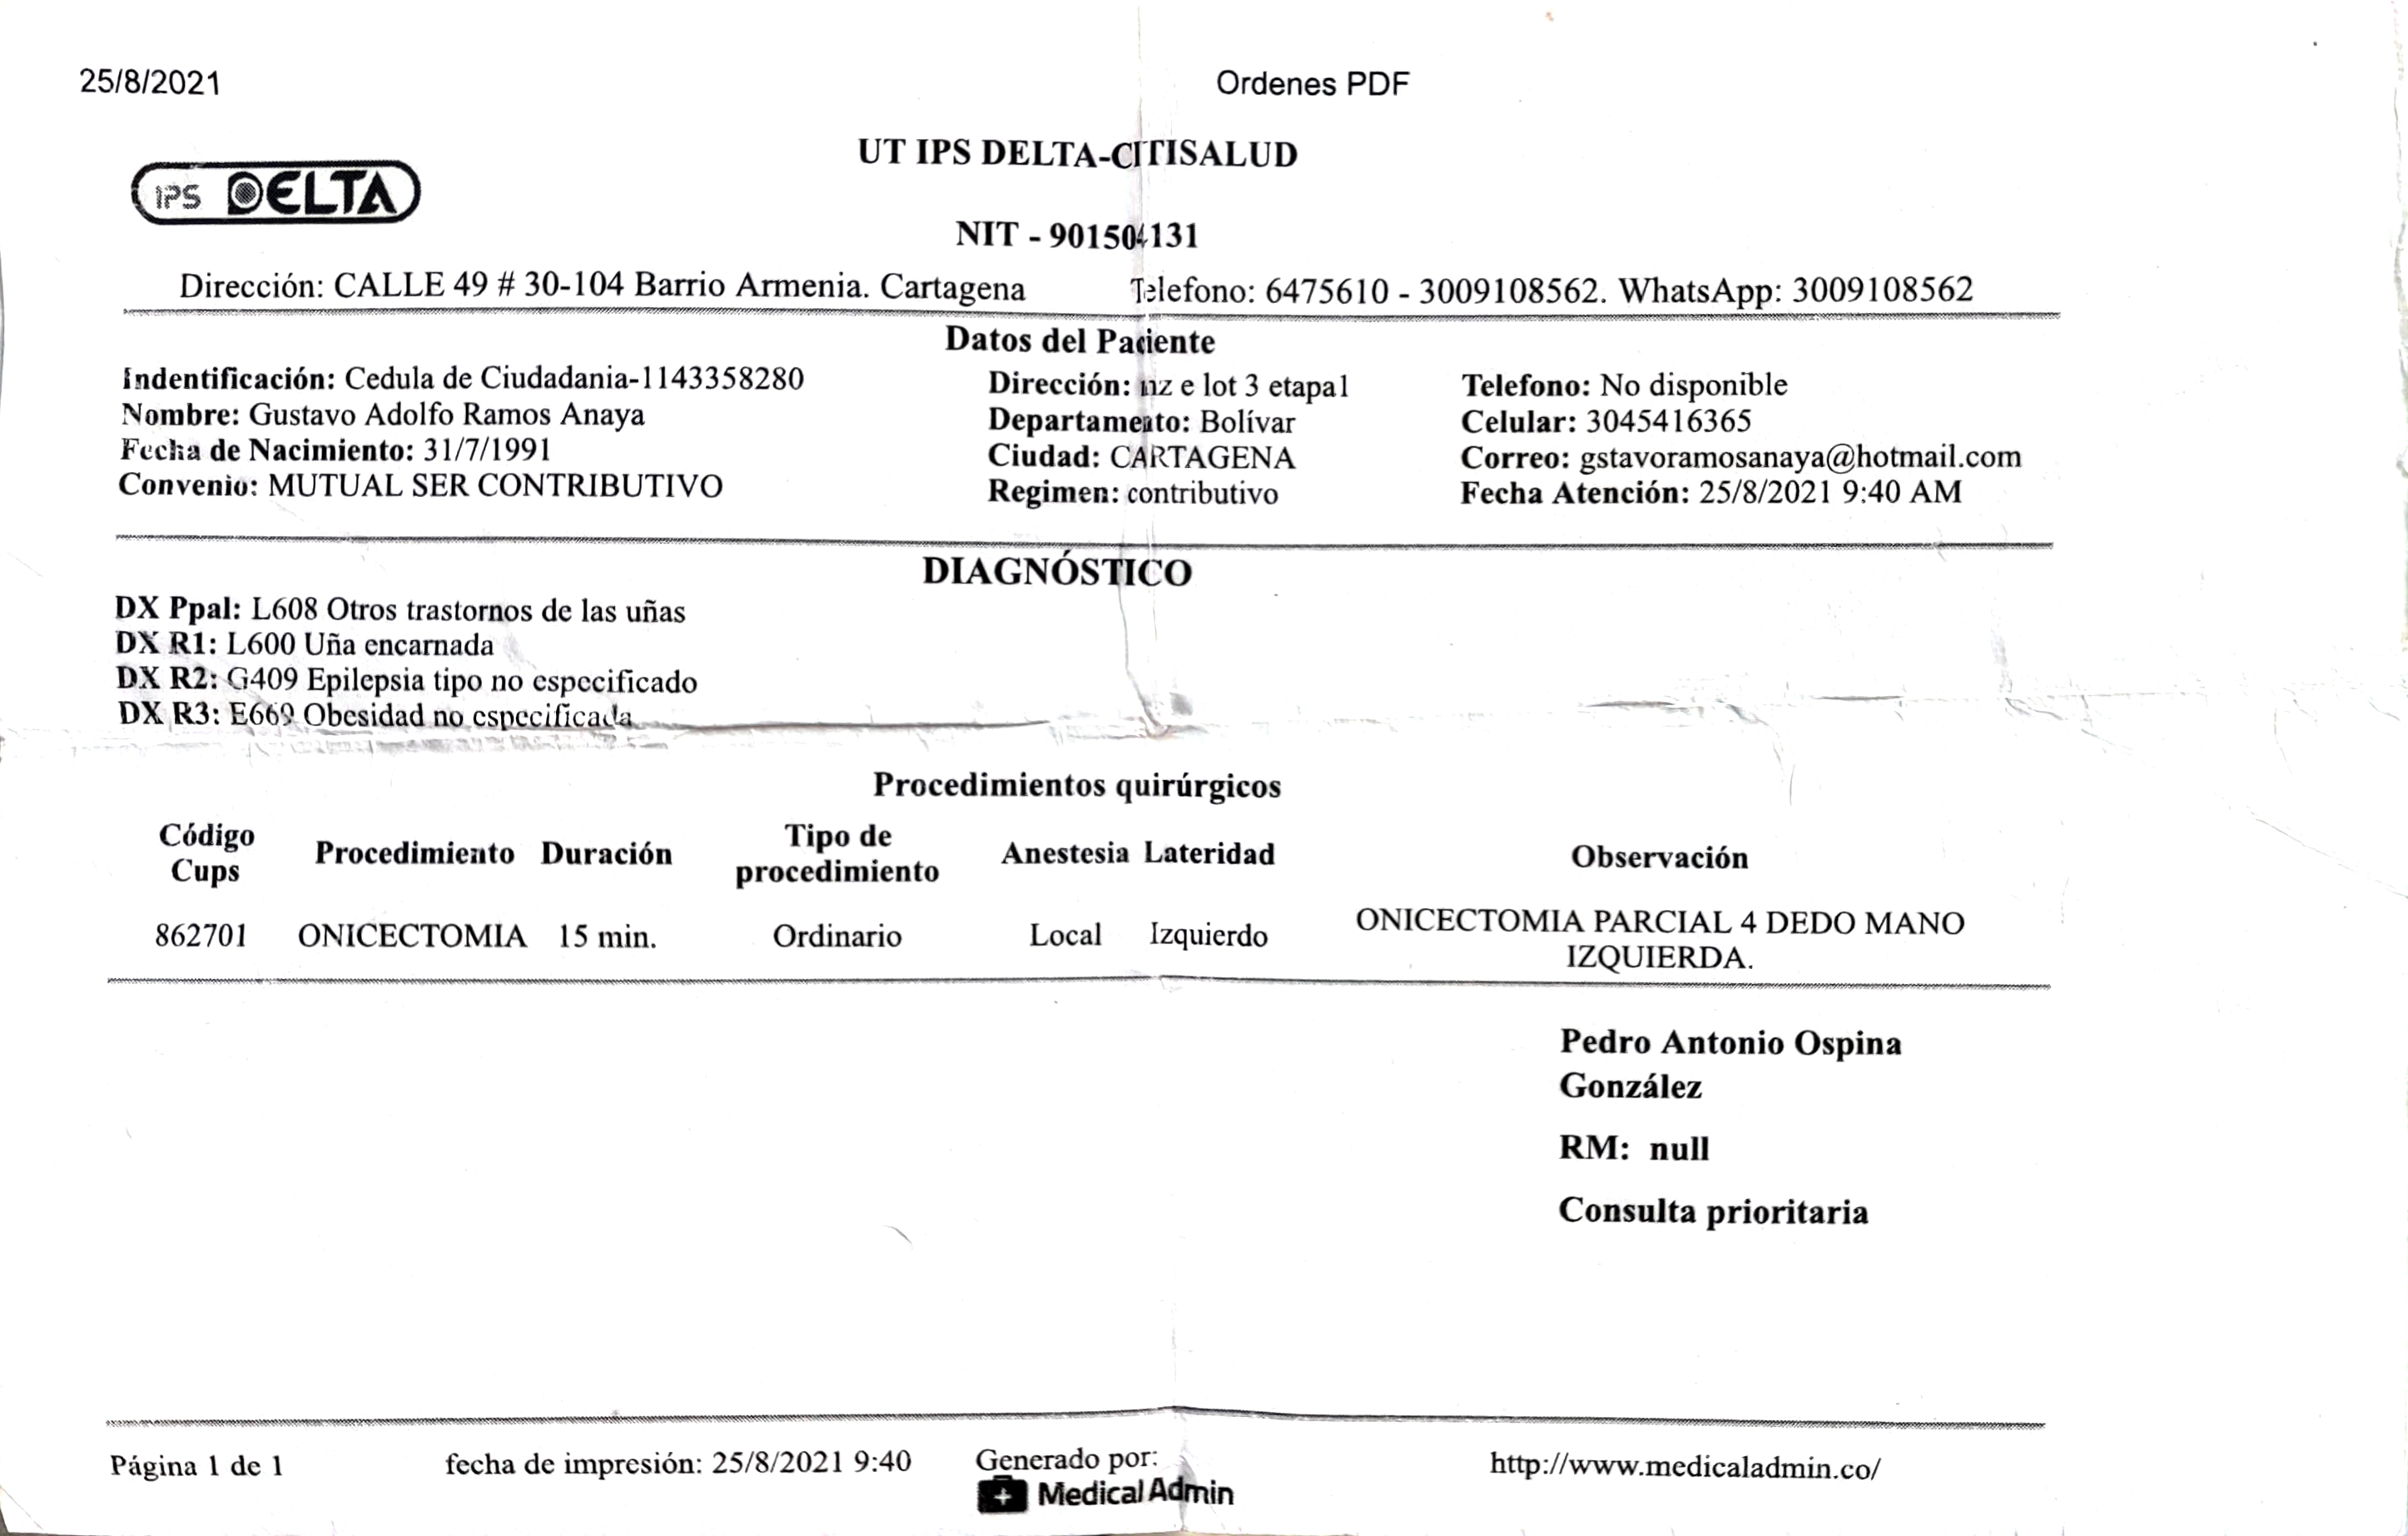 25/8/2021 Ordenes PDF
IPS DELTA
UT IPS DELTA-CITISALUD
NIT - 901504131
Dirección: CALLE 49 # 30-104 Barrio Armenia. Cartagena Telefono: 6475610 - 3009108562. WhatsApp: 3009108562
Datos del Paciente
Indentificación: Cedula de Ciudadania-1143358280 Dirección: mz e lot 3 etapa1 Telefono: No disponible
Nombre: Gustavo Adolfo Ramos Anaya Departamento: Bolívar Celular: 3045416365
Fecha de Nacimiento: 31/7/1991 Ciudad: CARTAGENA Correo: gstavoramosanaya@hotmail.com
Convenio: MUTUAL SER CONTRIBUTIVO Regimen: contributivo Fecha Atención: 25/8/2021 9:40 AM
DIAGNÓSTICO
DX Ppal: L608 Otros trastornos de las uñas
DX R1: L600 Uña encarnada
DX R2: G409 Epilepsia tipo no especificado
DX R3: E669 Obesidad no especificada
Procedimientos quirúrgicos
Código Cups Procedimiento Duración Tipo de procedimiento Anestesia Lateridad Observación
862701 ONICECTOMIA 15 min. Ordinario Local Izquierdo ONICECTOMIA PARCIAL 4 DEDO MANO
IZQUIERDA.
Pedro Antonio Ospina
González
RM: null
Consulta prioritaria
Página 1 de 1 fecha de impresión: 25/8/2021 9:40 Generado por: http://www.medicaladmin.co/
Medical Admin